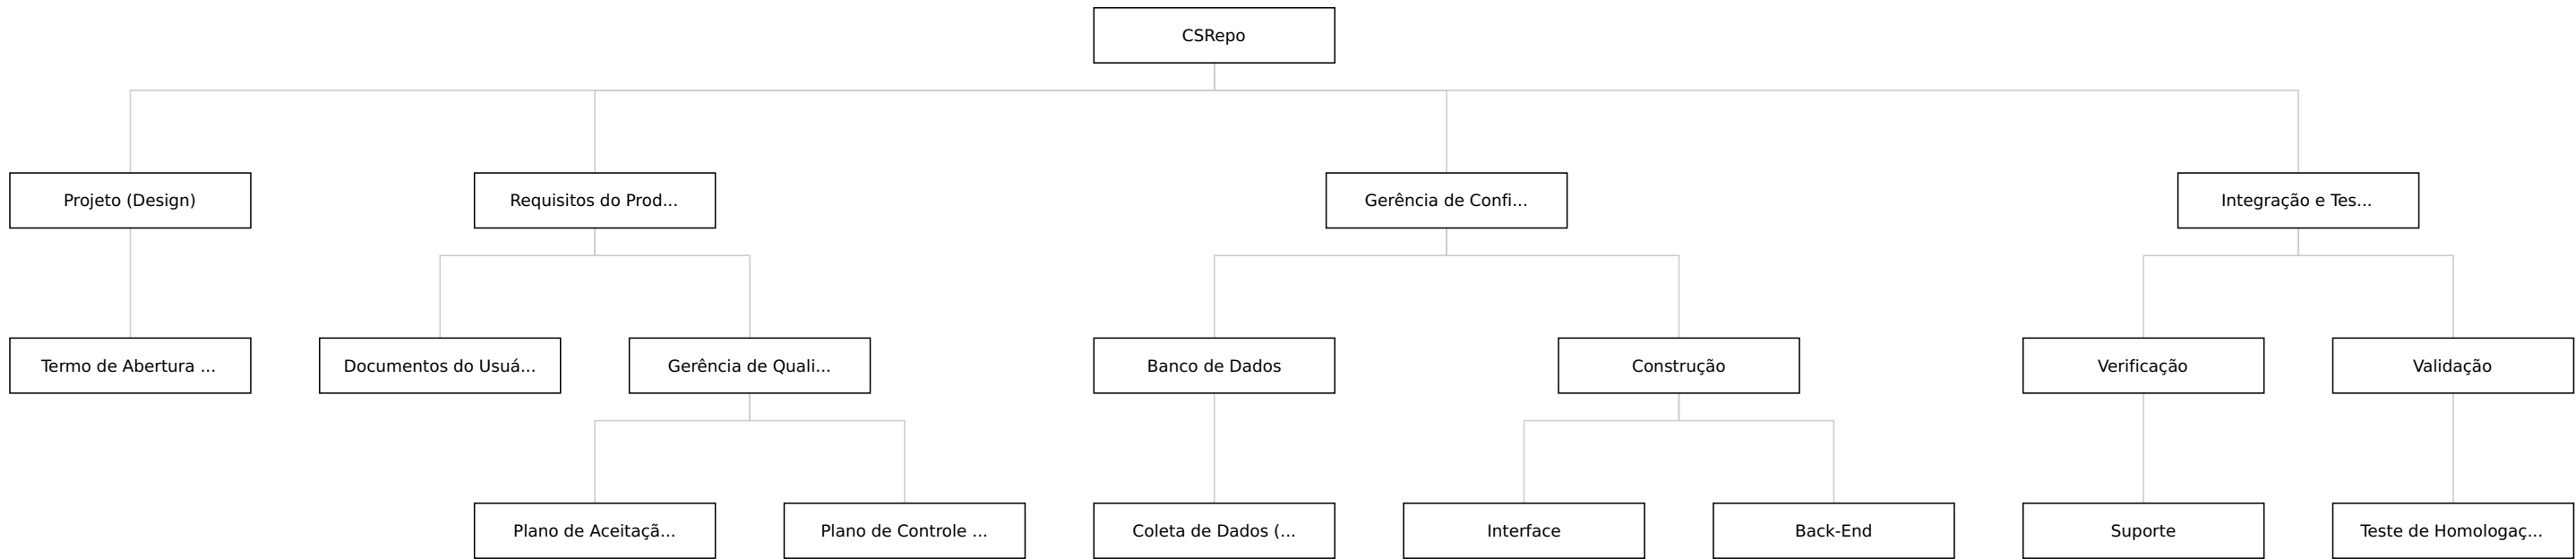 CSRepo
Projeto (Design)
Requisitos do Prod...
Gerência de Confi...
Integração e Tes...
Termo de Abertura ...
Documentos do Usuá...
Gerência de Quali...
Banco de Dados
Construção
Verificação
Validação
Plano de Aceitaçã...
Plano de Controle ...
Coleta de Dados (...
Interface
Back-End
Suporte
Teste de Homologaç...